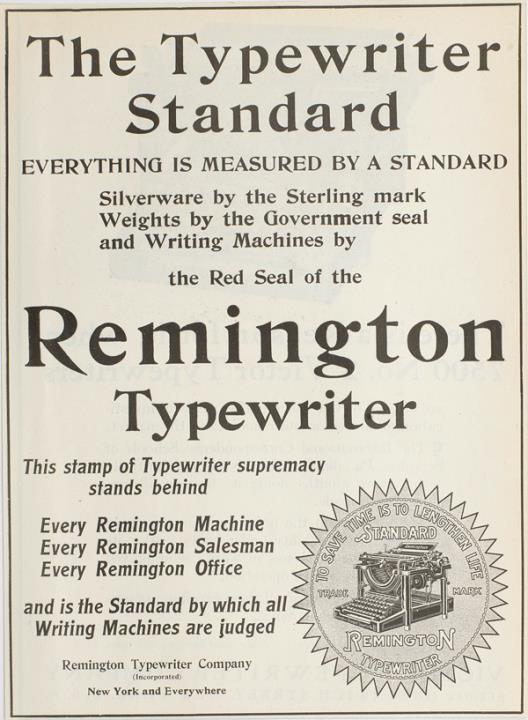 The Typewriter
Standard
EVERYTHING IS MEASURED BY A STANDARD
Silverware by the Sterling mark
Weights by the Government seal
and Writing Machines by
the Red Seal of the
Remington
Typewriter
This stamp of Typewriter supremacy
stands behind
Every Remington Machine
Every Remington Salesman
Every Remington Office
and is the Standard by which all
Writing Machines are judged
Remington Typewriter Company
(Incorporated)
New York and Everywhere
TO SAVE TIME IS TO LENGTHEN LIFE
STANDARD
TRADE MARK
REMINGTON
TYPEWRITER